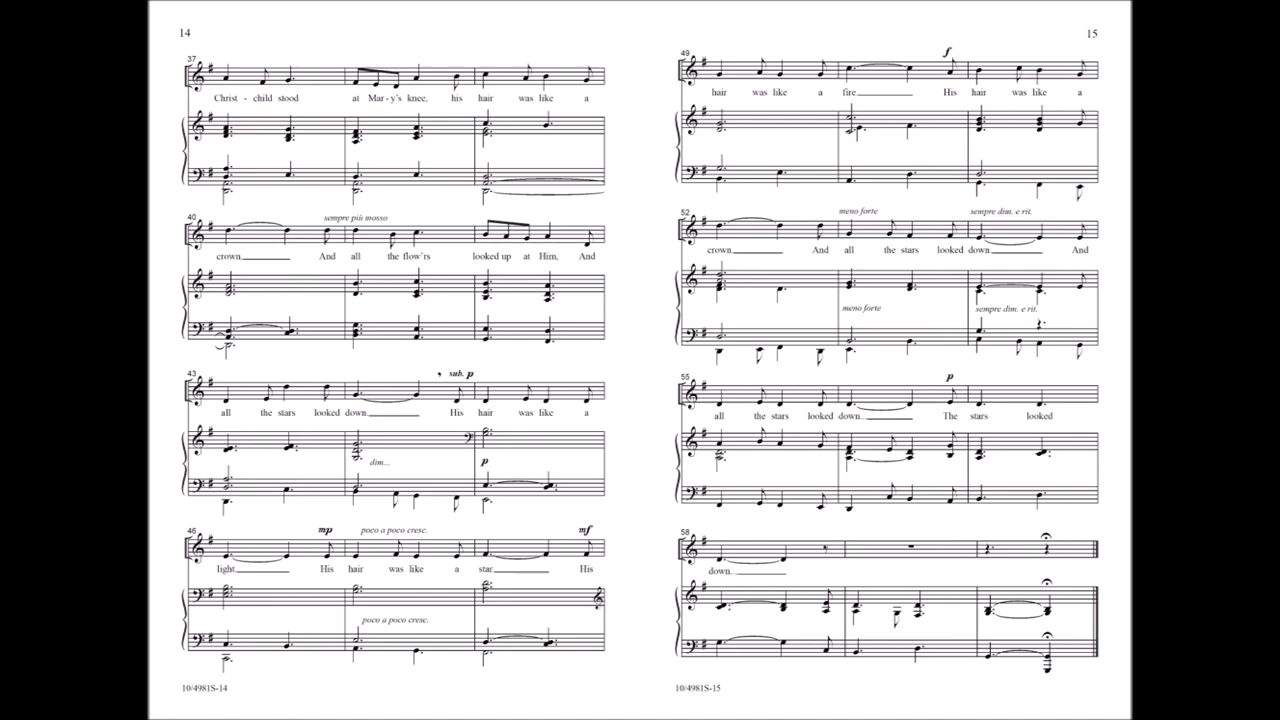 14
37
Christ - child stood at Mar - y's knee, his hair was like a
40
sempre più mosso
crown. And all the flow'rs looked up at Him, And
43
sub. p
all the stars looked down. His hair was like a
dim...
p
46
mp poco a poco cresc. mf
light. His hair was like a star His
poco a poco cresc.
10/4981S-14
15
49
f
hair was like a fire His hair was like a
52
meno forte sempre dim. e rit.
crown And all the stars looked down And
meno forte sempre dim. e rit.
55
p
all the stars looked down. The stars looked
58
down.
10/4981S-15